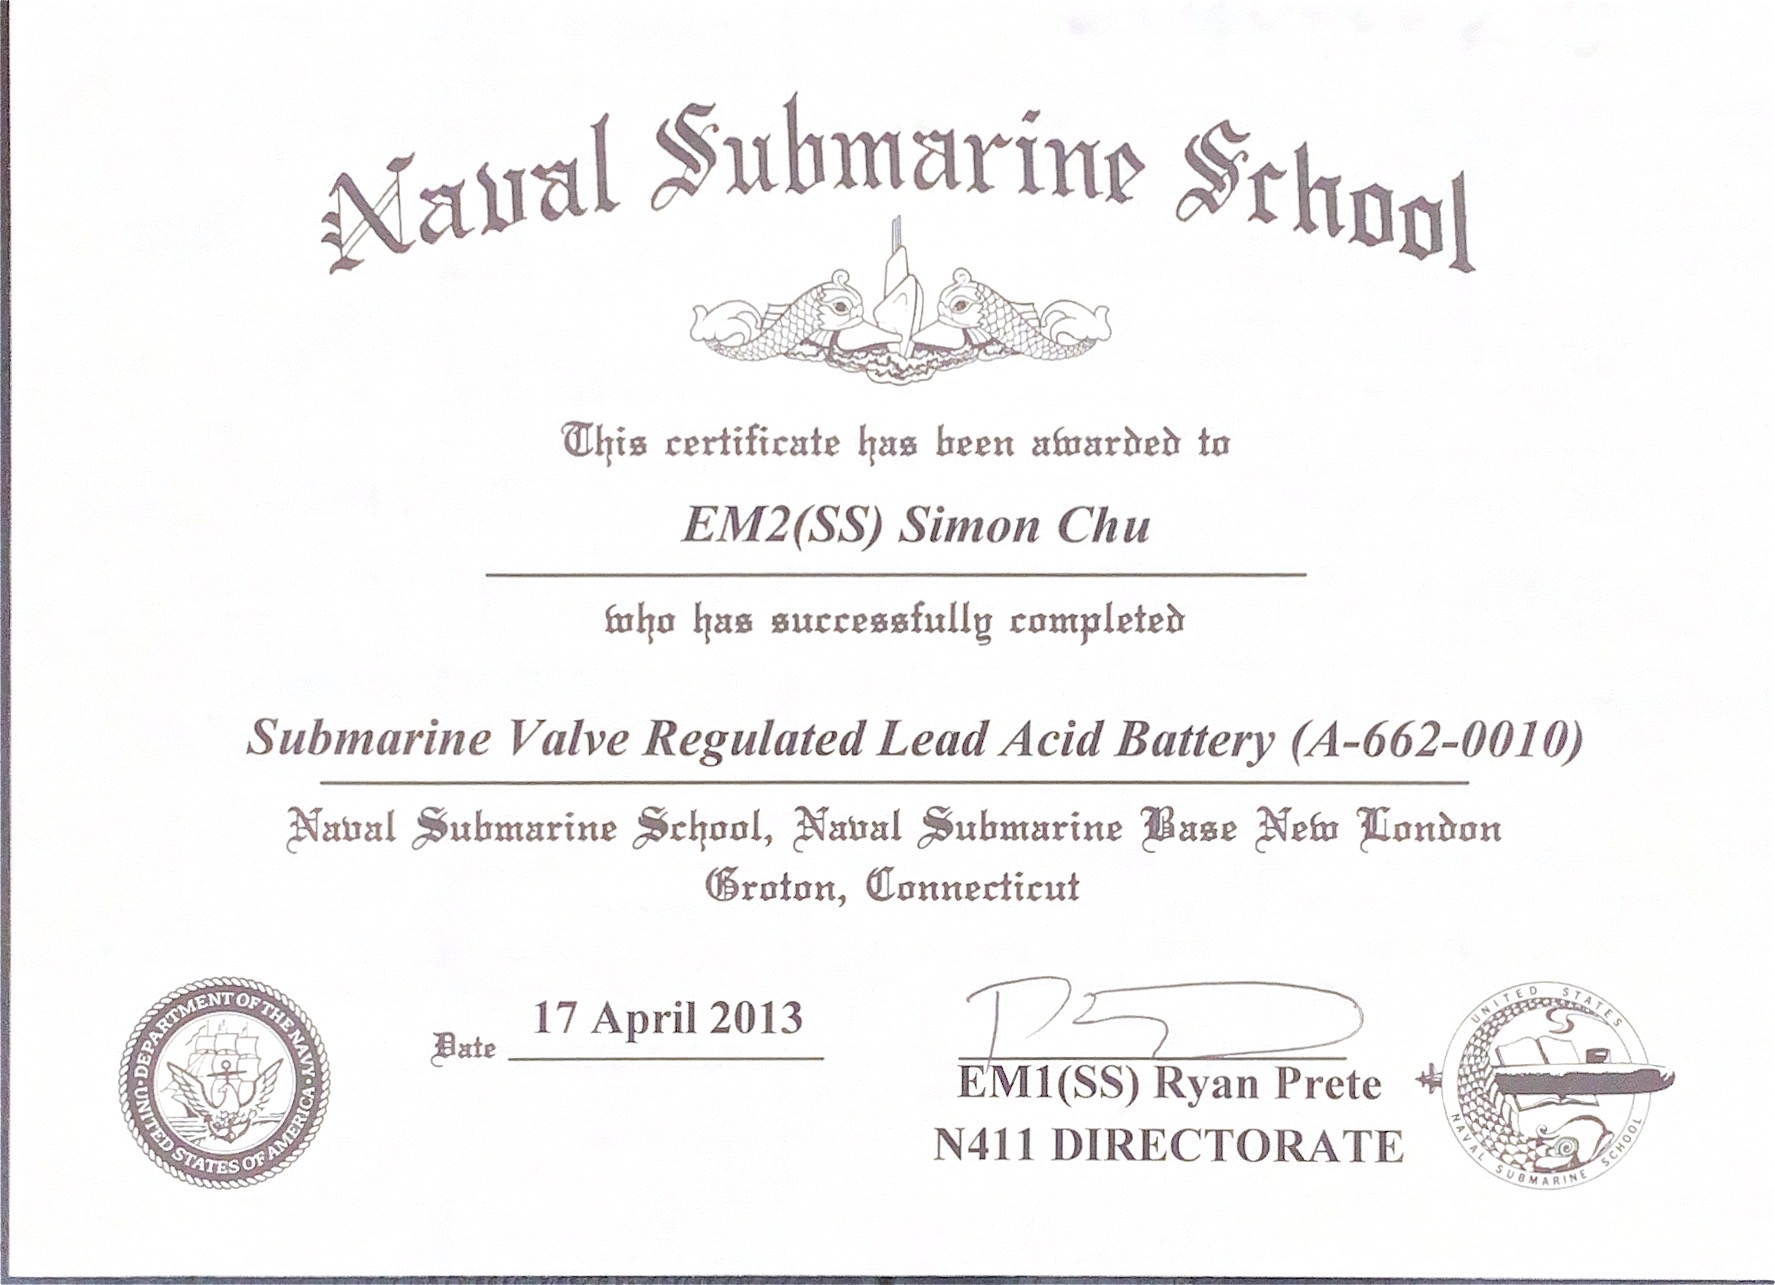 Naval Submarine School
This certificate has been awarded to
EM2(SS) Simon Chu
who has successfully completed
Submarine Valve Regulated Lead Acid Battery (A-662-0010)
Naval Submarine School, Naval Submarine Base New London
Groton, Connecticut
DEPARTMENT OF THE NAVY
UNITED STATES OF AMERICA
Date 17 April 2013
EM1(SS) Ryan Prete
N411 DIRECTORATE
UNITED STATES
NAVAL SUBMARINE SCHOOL